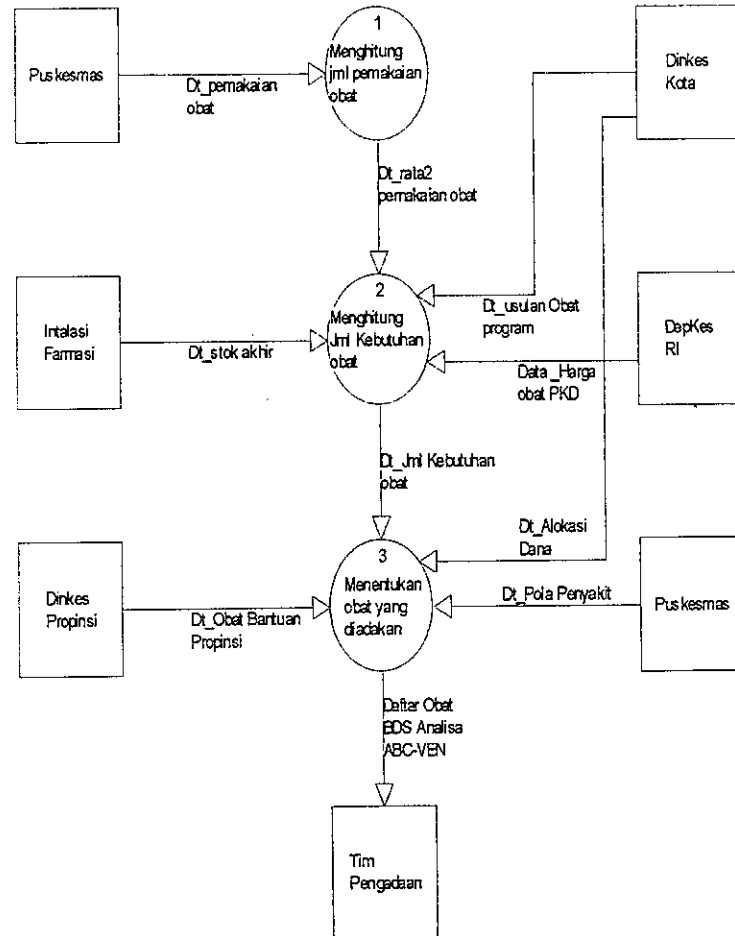 Puskesmas
Dt_pemakaian
obat
1
Menghitung
jml pemakaian
obat
Dinkes
Kota
Dt_rata2
pemakaian obat
Intalasi
Farmasi
Dt_stok akhir
2
Menghitung
Jml Kebutuhan
obat
Dt_usulan Obat
program
Data _Harga
obat PKD
DepKes
RI
Dt_Jml Kebutuhan
obat
Dt_Alokasi
Dana
Dinkes
Propinsi
Dt_Obat Bantuan
Propinsi
3
Menentukan
obat yang
diadakan
Dt_Pola Penyakit
Puskesmas
Daftar Obat
BDS Analisa
ABC-VEN
Tim
Pengadaan